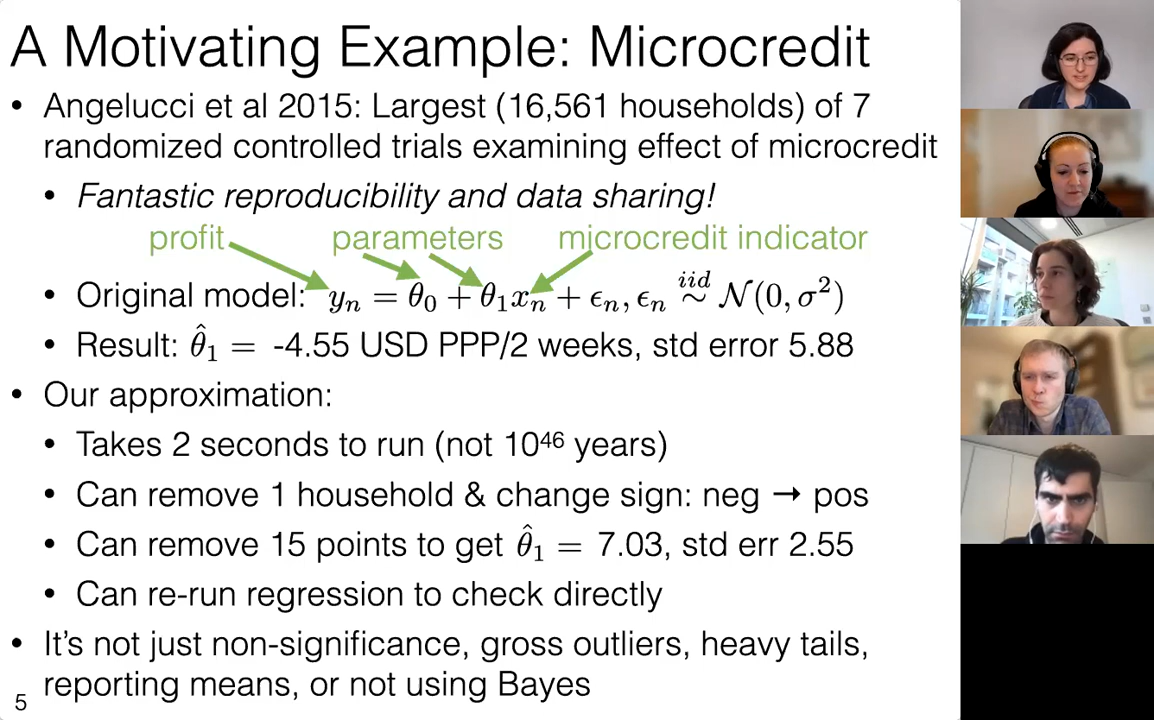 A Motivating Example: Microcredit
• Angelucci et al 2015: Largest (16,561 households) of 7
randomized controlled trials examining effect of microcredit
• Fantastic reproducibility and data sharing!
profit parameters microcredit indicator
• Original model: yₙ = θ₀ + θ₁xₙ + ϵₙ, ϵₙ iid ∼ 𝒩(0, σ²)
• Result: θ̂₁ = -4.55 USD PPP/2 weeks, std error 5.88
• Our approximation:
• Takes 2 seconds to run (not 10⁴⁶ years)
• Can remove 1 household & change sign: neg → pos
• Can remove 15 points to get θ̂₁ = 7.03, std err 2.55
• Can re-run regression to check directly
• It's not just non-significance, gross outliers, heavy tails,
reporting means, or not using Bayes
5